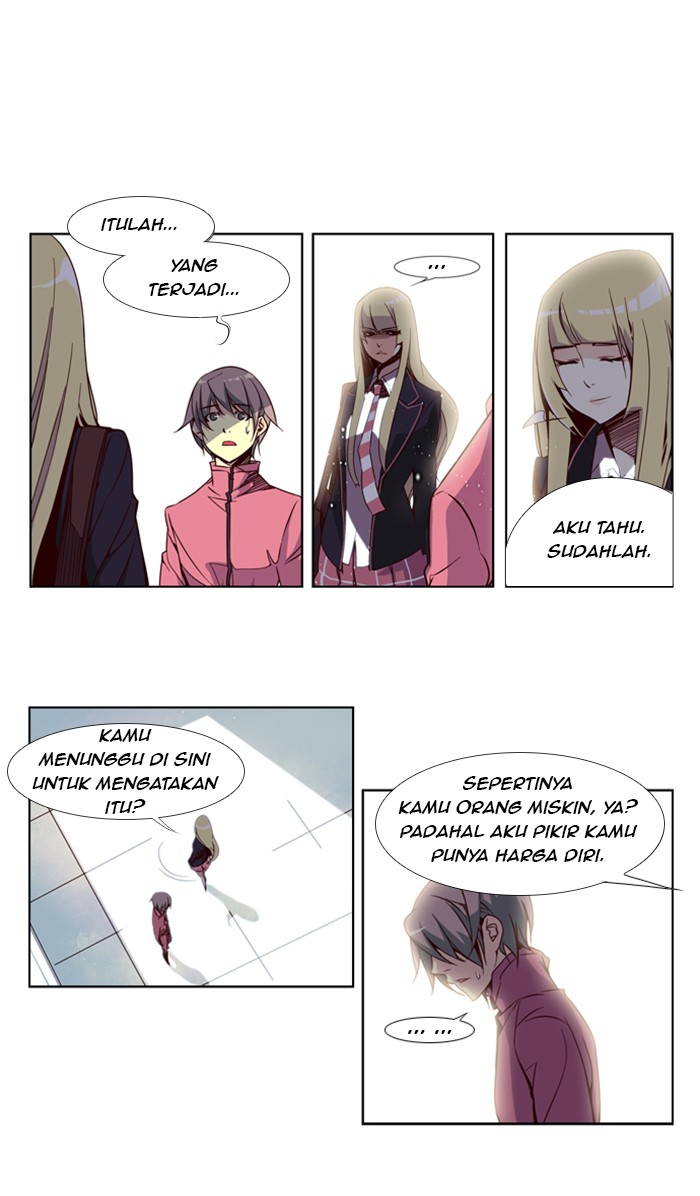 ITULAH...
YANG
TERJADI...
...
AKU TAHU.
SUDAHLAH.
KAMU
MENUNGGU DI SINI
UNTUK MENGATAKAN
ITU?
SEPERTINYA
KAMU ORANG MISKIN, YA?
PADAHAL AKU PIKIR KAMU
PUNYA HARGA DIRI.
... ...